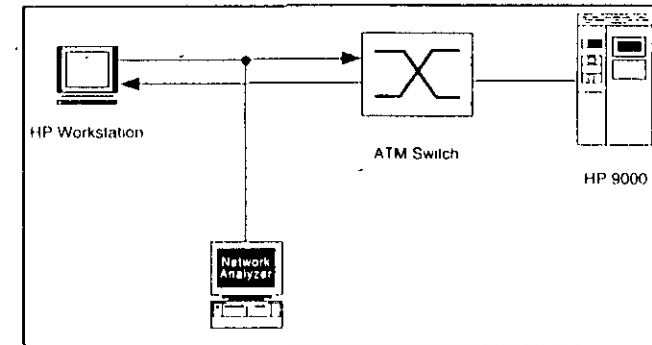 HP Workstation
ATM Switch
HP 9000
Network
Analyzer